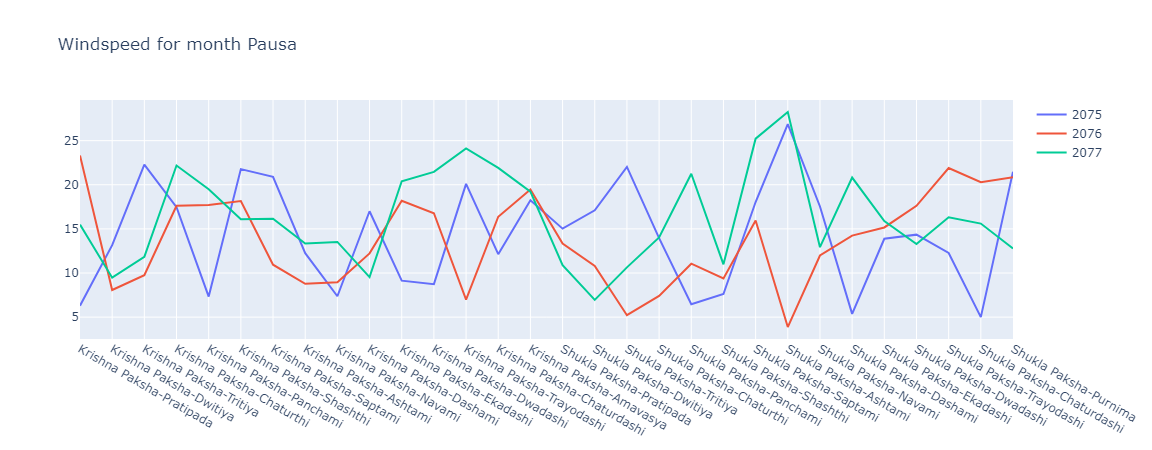 Windspeed for month Pausa
25
20
15
10
5
2075
2076
2077
Krishna Paksha-Pratipada
Krishna Paksha-Dwitiya
Krishna Paksha-Tritiya
Krishna Paksha-Chaturthi
Krishna Paksha-Panchami
Krishna Paksha-Shashthi
Krishna Paksha-Saptami
Krishna Paksha-Ashtami
Krishna Paksha-Navami
Krishna Paksha-Dashami
Krishna Paksha-Ekadashi
Krishna Paksha-Dwadashi
Krishna Paksha-Trayodashi
Krishna Paksha-Chaturdashi
Krishna Paksha-Amavasya
Shukla Paksha-Pratipada
Shukla Paksha-Dwitiya
Shukla Paksha-Tritiya
Shukla Paksha-Chaturthi
Shukla Paksha-Panchami
Shukla Paksha-Shashthi
Shukla Paksha-Saptami
Shukla Paksha-Ashtami
Shukla Paksha-Navami
Shukla Paksha-Dashami
Shukla Paksha-Ekadashi
Shukla Paksha-Dwadashi
Shukla Paksha-Trayodashi
Shukla Paksha-Chaturdashi
Shukla Paksha-Purnima